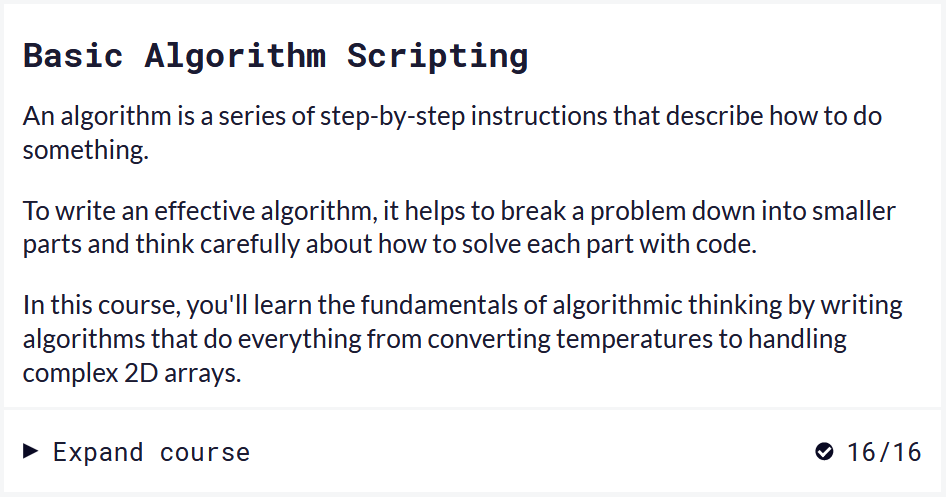 Basic Algorithm Scripting
An algorithm is a series of step-by-step instructions that describe how to do
something.
To write an effective algorithm, it helps to break a problem down into smaller
parts and think carefully about how to solve each part with code.
In this course, you'll learn the fundamentals of algorithmic thinking by writing
algorithms that do everything from converting temperatures to handling
complex 2D arrays.
Expand course 16/16